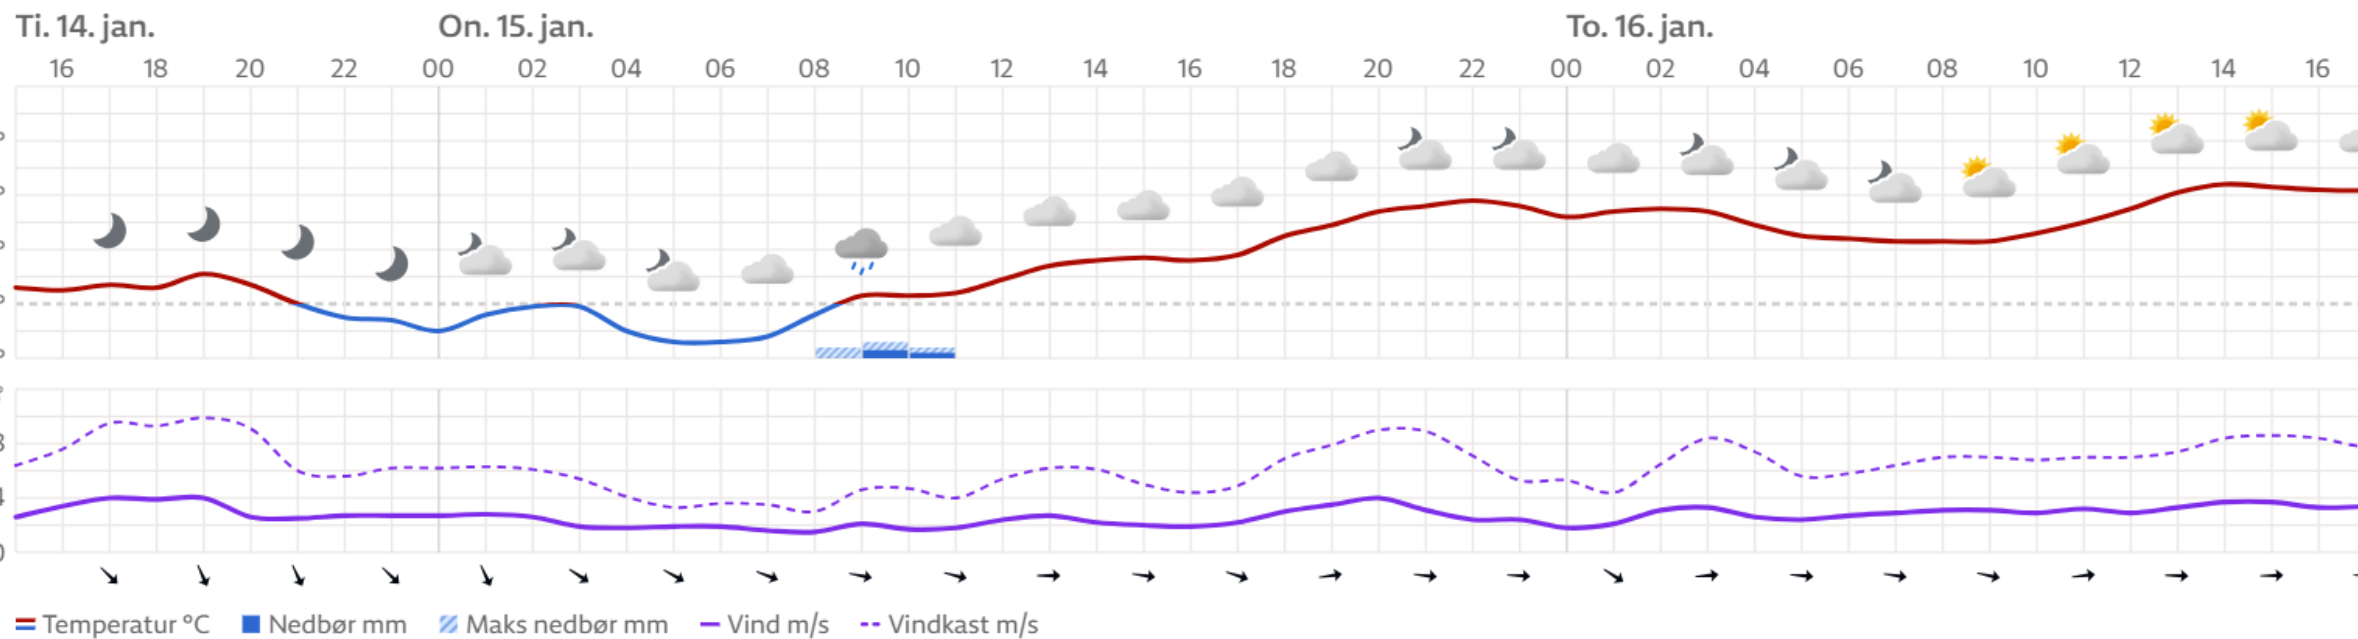 Ti. 14. jan. On. 15. jan. To. 16. jan.
16 18 20 22 00 02 04 06 08 10 12 14 16 18 20 22 00 02 04 06 08 10 12 14 16
4
0
Temperatur °C Nedbør mm Maks nedbør mm Vind m/s Vindkast m/s